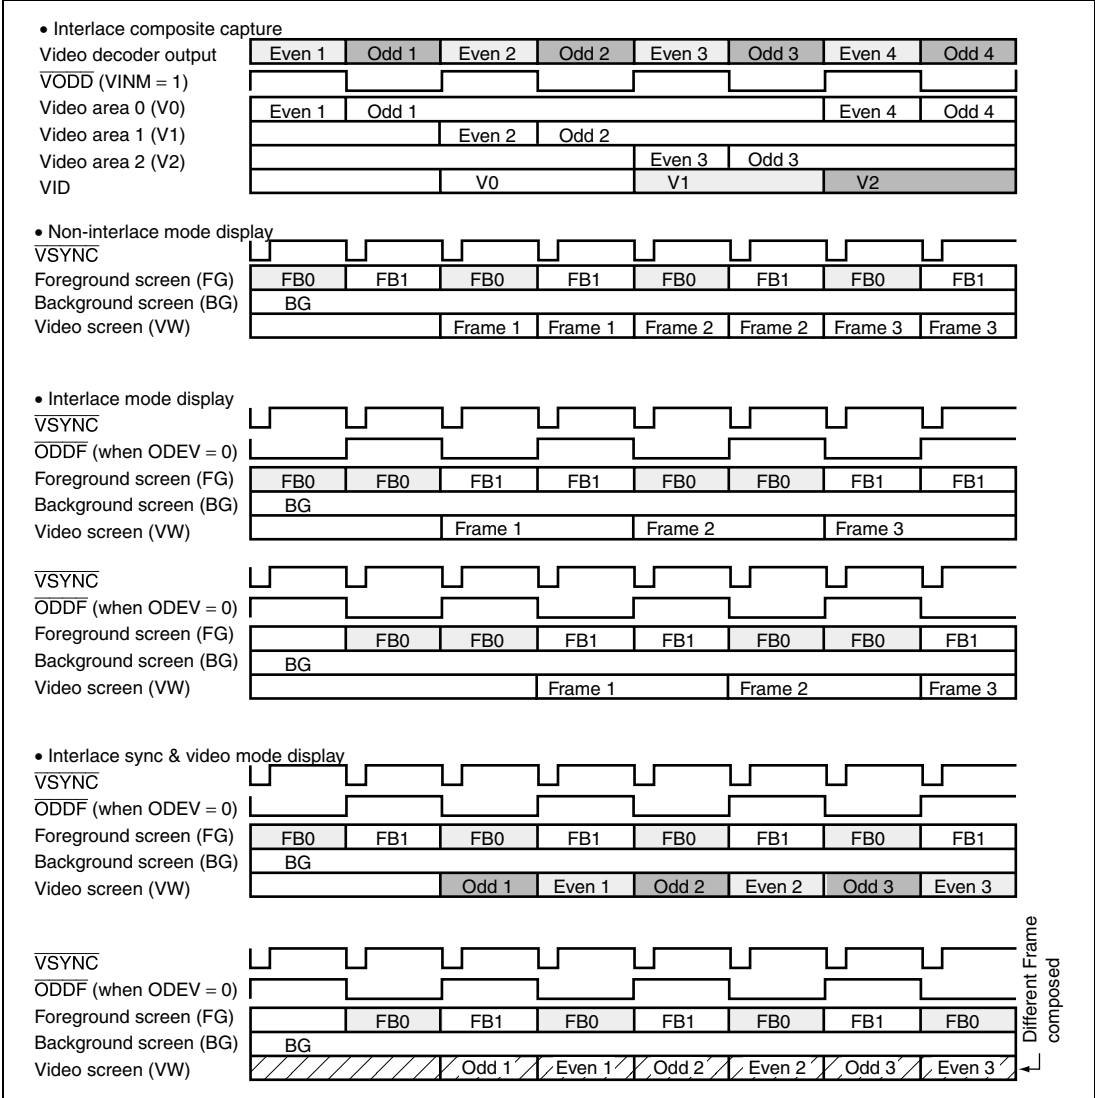 • Interlace composite capture
Video decoder output Even 1 Odd 1 Even 2 Odd 2 Even 3 Odd 3 Even 4 Odd 4
VODD (VINM = 1)
Video area 0 (V0) Even 1 Odd 1 Even 4 Odd 4
Video area 1 (V1) Even 2 Odd 2
Video area 2 (V2) Even 3 Odd 3
VID V0 V1 V2
• Non-interlace mode display
VSYNC
Foreground screen (FG) FB0 FB1 FB0 FB1 FB0 FB1 FB0 FB1
Background screen (BG) BG
Video screen (VW) Frame 1 Frame 1 Frame 2 Frame 2 Frame 3 Frame 3
• Interlace mode display
VSYNC
ODDF (when ODEV = 0)
Foreground screen (FG) FB0 FB0 FB1 FB1 FB0 FB0 FB1 FB1
Background screen (BG) BG
Video screen (VW) Frame 1 Frame 2 Frame 3
VSYNC
ODDF (when ODEV = 0)
Foreground screen (FG) FB0 FB0 FB1 FB1 FB0 FB0 FB1
Background screen (BG) BG
Video screen (VW) Frame 1 Frame 2 Frame 3
• Interlace sync & video mode display
VSYNC
ODDF (when ODEV = 0)
Foreground screen (FG) FB0 FB1 FB0 FB1 FB0 FB1 FB0 FB1
Background screen (BG) BG
Video screen (VW) Odd 1 Even 1 Odd 2 Even 2 Odd 3 Even 3
VSYNC
ODDF (when ODEV = 0)
Foreground screen (FG) FB0 FB1 FB0 FB1 FB0 FB1 FB0
Background screen (BG) BG
Video screen (VW) Odd 1 Even 1 Odd 2 Even 2 Odd 3 Even 3
Different Frame
composed